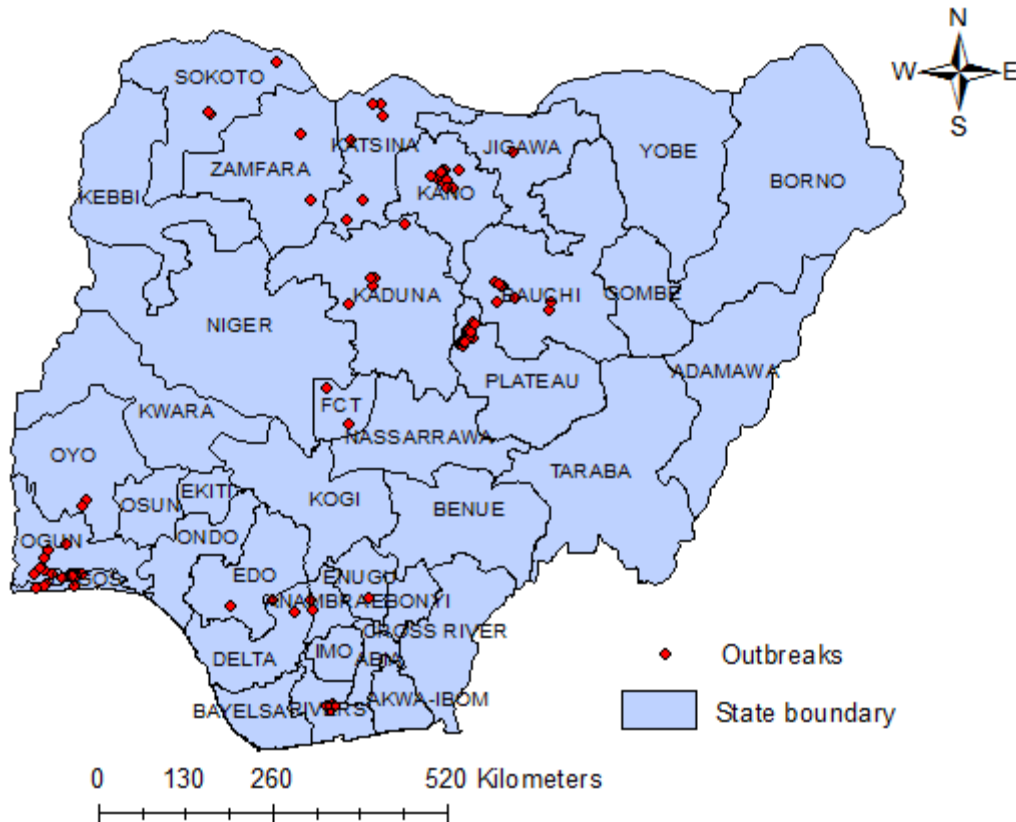 N
W E
S
SOKOTO
KATSINA
JIGAWA
YOBE
BORNO
ZAMFARA
KANO
KEBBI
KADUNA
BAUCHI
GOMBE
NIGER
PLATEAU
ADAMAWA
FCT
KWARA
NASSARRAWA
OYO
TARABA
OSUN
EKITI
KOGI
BENUE
OGUN
ONDO
EDO
ENUGU
ANAMBRA
EBONYI
CROSS RIVER
DELTA
IMO
ABIA
BAYELSA
RIVERS
AKWA-IBOM
Outbreaks
State boundary
0 130 260 520 Kilometers